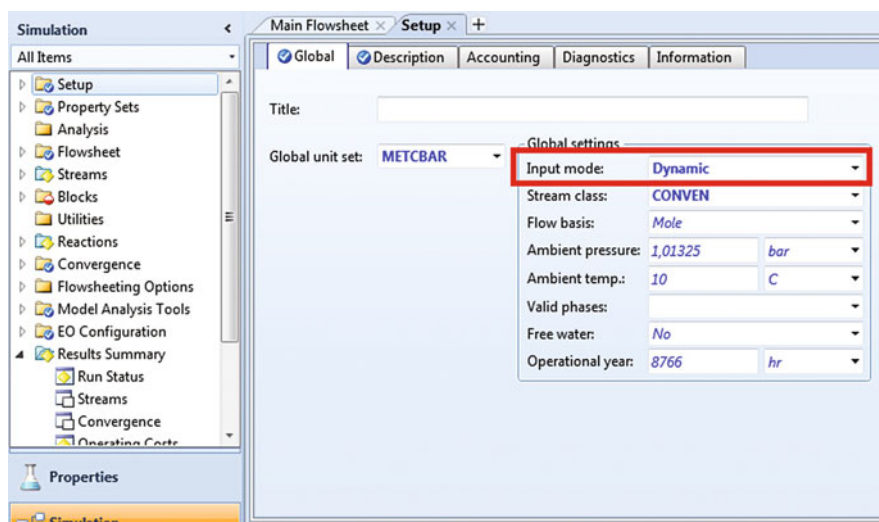 Simulation
All Items
Setup
Property Sets
Analysis
Flowsheet
Streams
Blocks
Utilities
Reactions
Convergence
Flowsheeting Options
Model Analysis Tools
EO Configuration
Results Summary
Run Status
Streams
Convergence
Operating Costs
Properties
Simulation
Main Flowsheet
Setup
Global
Description
Accounting
Diagnostics
Information
Title:
Global unit set: METCBAR
Global settings
Input mode: Dynamic
Stream class: CONVEN
Flow basis: Mole
Ambient pressure: 1,01325 bar
Ambient temp.: 10 C
Valid phases:
Free water: No
Operational year: 8766 hr